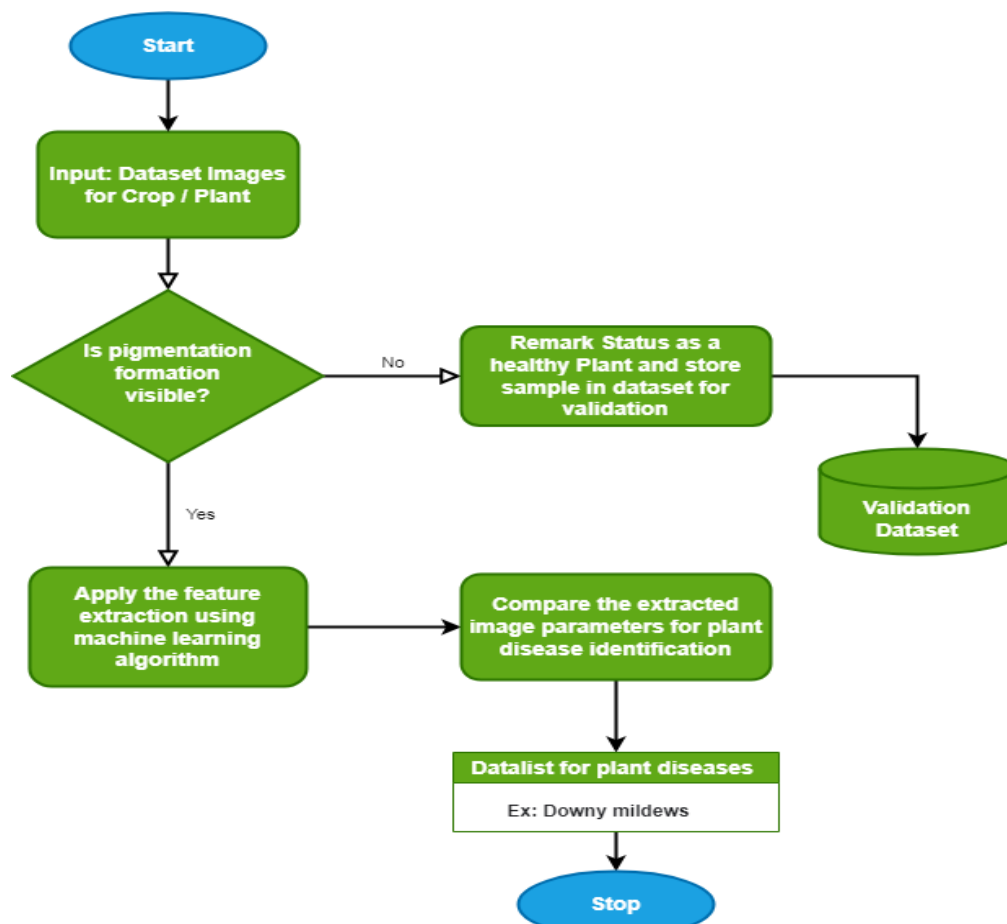 Start
Input: Dataset Images
for Crop / Plant
Is pigmentation
formation
visible?
No
Remark Status as a
healthy Plant and store
sample in dataset for
validation
Validation
Dataset
Yes
Apply the feature
extraction using
machine learning
algorithm
Compare the extracted
image parameters for plant
disease identification
Datalist for plant diseases
Ex: Downy mildews
Stop